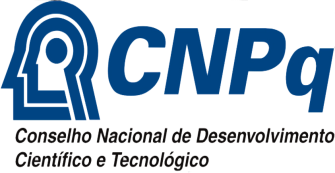 CNPq
Conselho Nacional de Desenvolvimento
Científico e Tecnológico